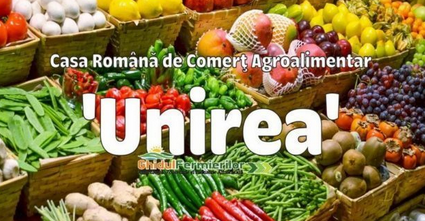 Casa Română de Comerț Agroalimentar
'Unirea'
GhidulFermierilor